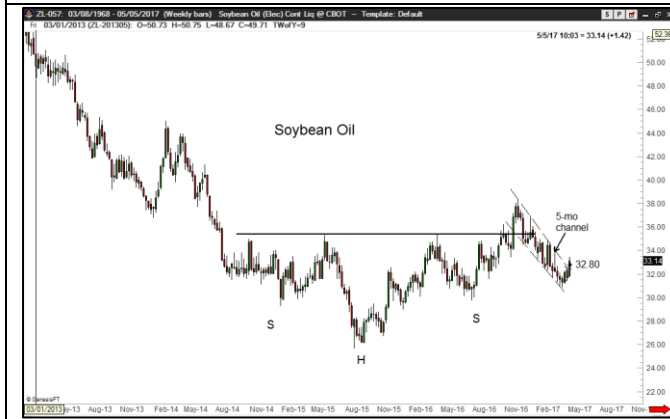 ZL-057: 03/08/1968 - 05/05/2017 (Weekly bars) Soybean Oil (Elec) Cont Liq @ CBOT -- Template: Default
S P
Fri 03/01/2013 (ZL-201305) O=50.73 H=50.75 L=48.67 C=49.71 TWolY=9
5/5/17 10:03 = 33.14 (+1.42)
52.00
50.00
48.00
46.00
44.00
42.00
40.00
38.00
36.00
34.00
33.14
32.00
30.00
28.00
26.00
24.00
22.00
Soybean Oil
5-mo
channel
32.80
S
S
H
© GenesisFT
03/01/2013 y-13 Aug-13 Nov-13 Feb-14 May-14 Aug-14 Nov-14 Feb-15 May-15 Aug-15 Nov-15 Feb-16 May-16 Aug-16 Nov-16 Feb-17 May-17 Aug-17